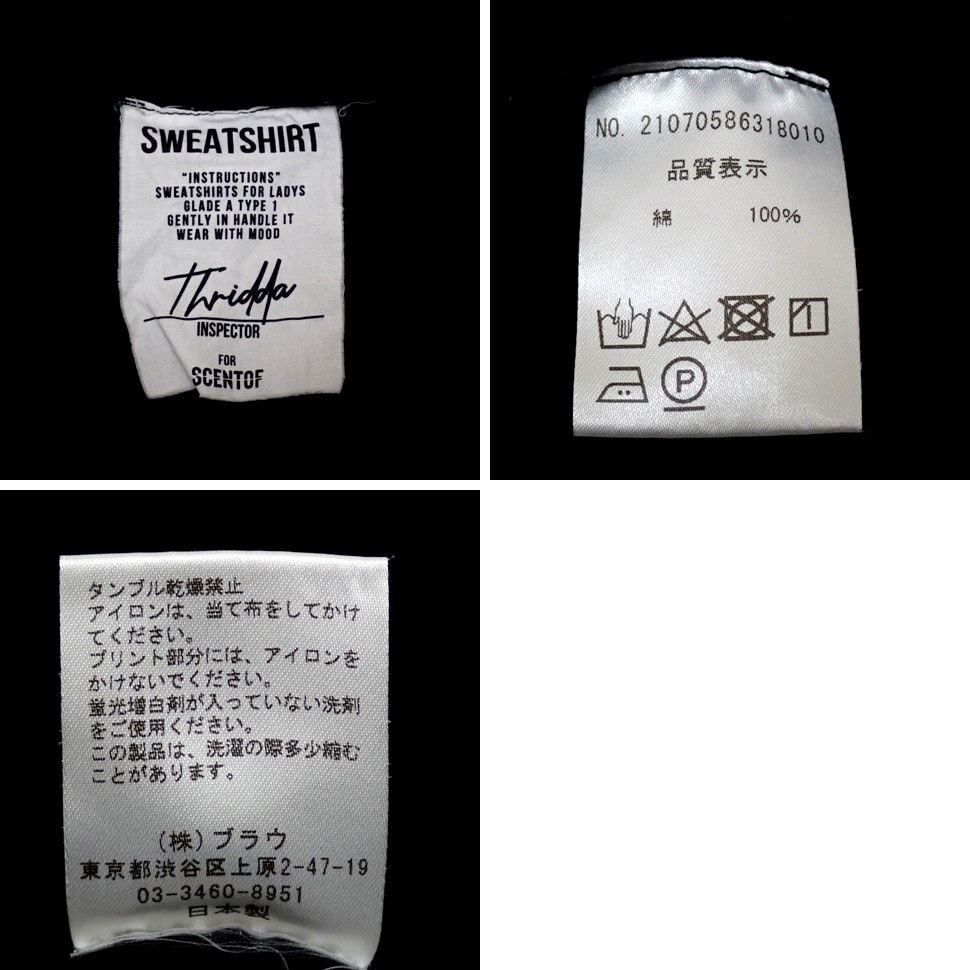 SWEATSHIRT
"INSTRUCTIONS"
SWEATSHIRTS FOR LADYS
GLADE A TYPE 1
GENTLY IN HANDLE IT
WEAR WITH MOOD
Thridda
INSPECTOR
FOR
SCENTOF
NO. 21070586318010
品質表示
綿 100%
P
タンブル乾燥禁止
アイロンは、当て布をしてかけ
てください。
プリント部分には、アイロンを
かけないでください。
蛍光増白剤が入っていない洗剤
をご使用ください。
この製品は、洗濯の際多少縮む
ことがあります。
(株)ブラウ
東京都渋谷区上原2-47-19
03-3460-8951
日本製